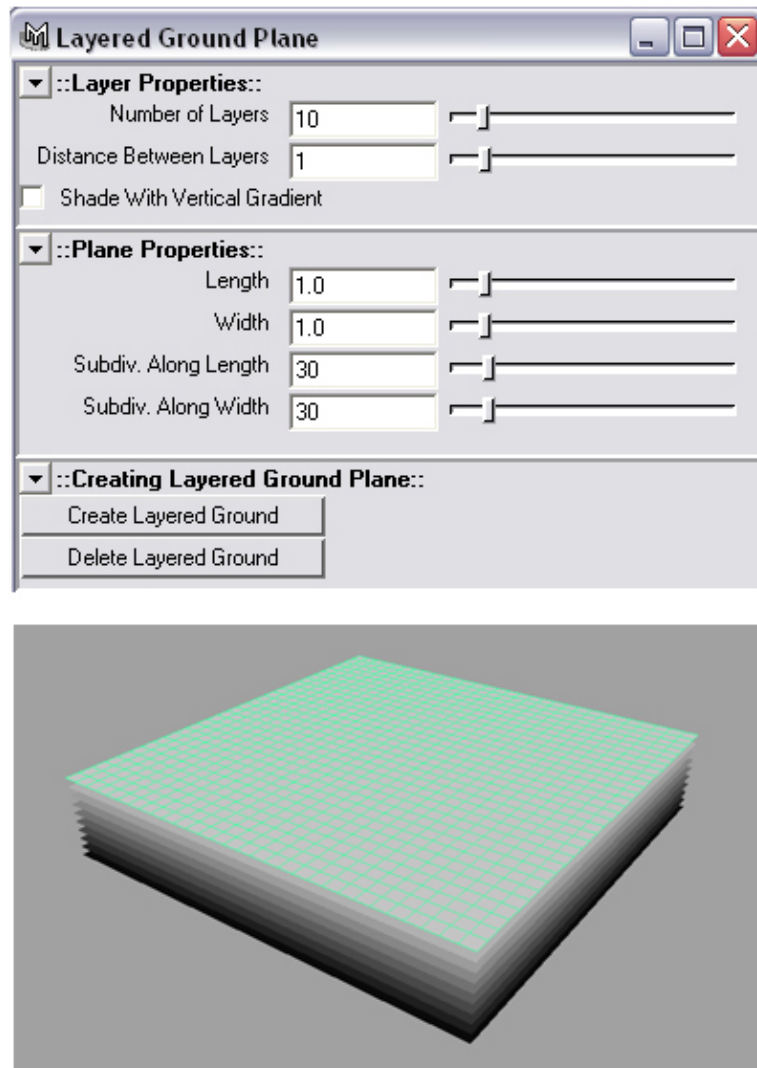 Layered Ground Plane
::Layer Properties::
Number of Layers 10
Distance Between Layers 1
Shade With Vertical Gradient
::Plane Properties::
Length 1.0
Width 1.0
Subdiv. Along Length 30
Subdiv. Along Width 30
::Creating Layered Ground Plane::
Create Layered Ground
Delete Layered Ground